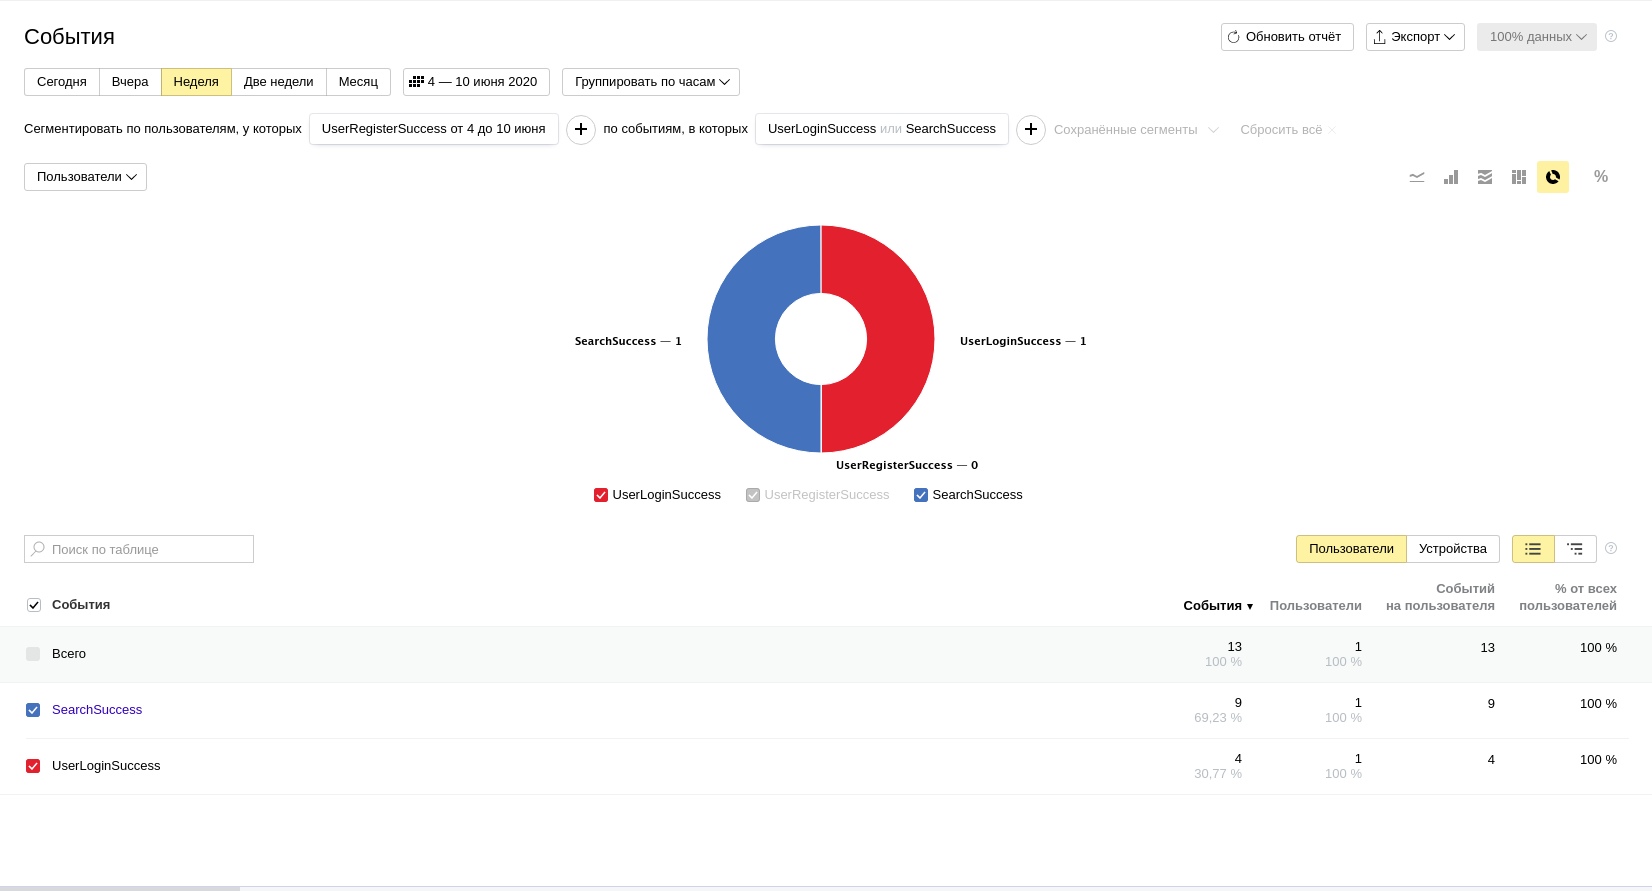 События
Обновить отчёт Экспорт 100% данных ?
Сегодня Вчера Неделя Две недели Месяц 4 — 10 июня 2020 Группировать по часам
Сегментировать по пользователям, у которых UserRegisterSuccess от 4 до 10 июня + по событиям, в которых UserLoginSuccess или SearchSuccess + Сохранённые сегменты Сбросить всё ×
Пользователи %
SearchSuccess — 1 UserLoginSuccess — 1
UserRegisterSuccess — 0
UserLoginSuccess UserRegisterSuccess SearchSuccess
Поиск по таблице Пользователи Устройства ?
События События ▼ Пользователи Событий на пользователя % от всех пользователей
Всего 13 1 13 100 %
100 % 100 %
SearchSuccess 9 1 9 100 %
69,23 % 100 %
UserLoginSuccess 4 1 4 100 %
30,77 % 100 %